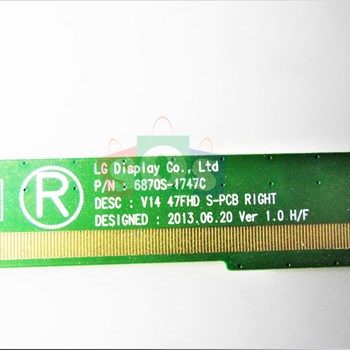 LG Display Co., Ltd
P/N : 6870S-1747C
DESC : V14 47FHD S-PCB RIGHT
DESIGNED : 2013.06.20 Ver 1.0 H/F
R